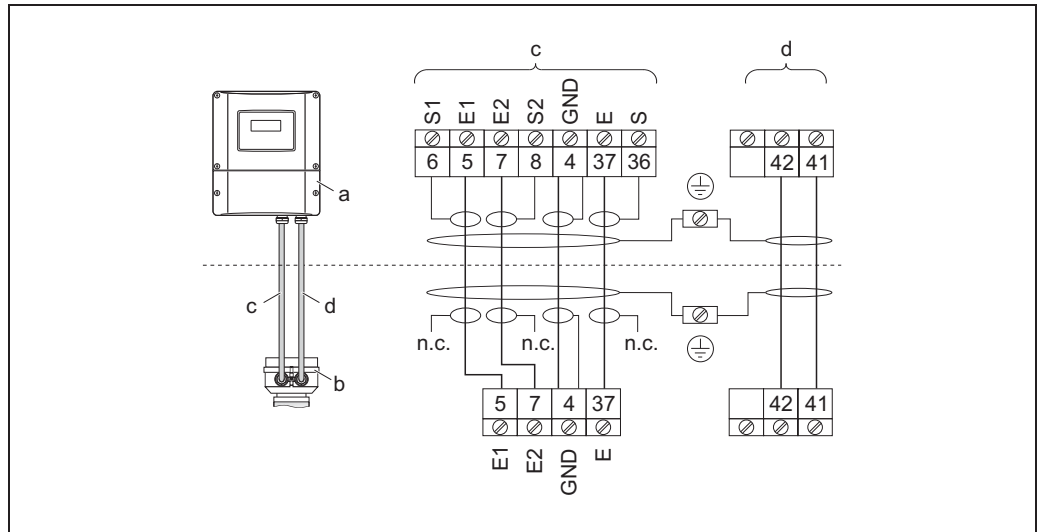 c d
S1 E1 E2 S2 GND E S
6 5 7 8 4 37 36 42 41
a
c d
n.c. n.c. n.c.
b
5 7 4 37 42 41
E1 E2 GND E